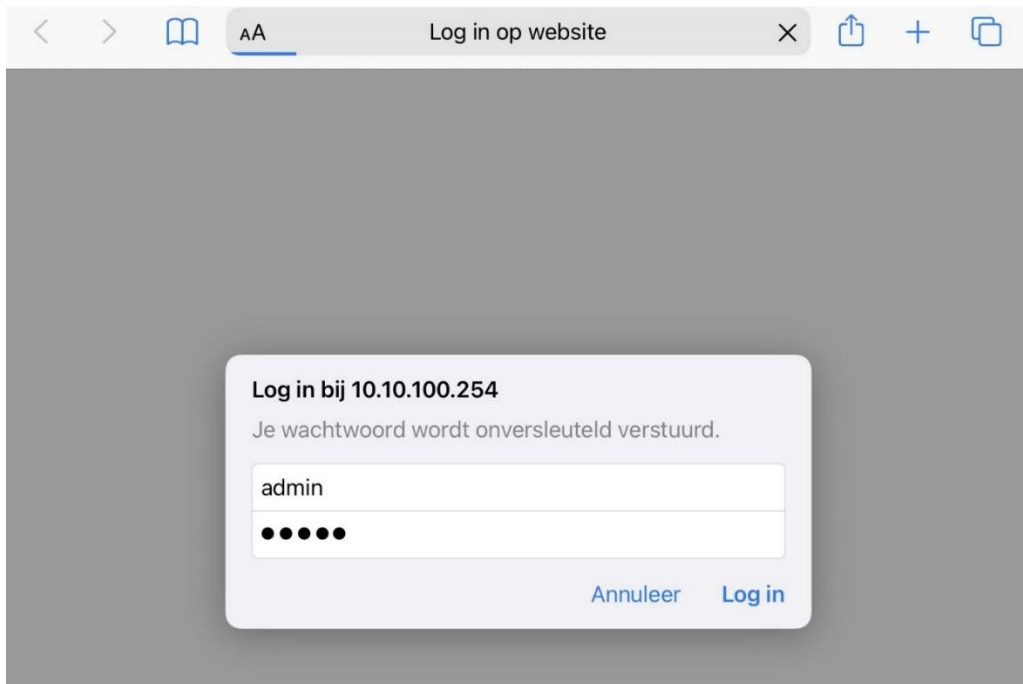 AA Log in op website
Log in bij 10.10.100.254
Je wachtwoord wordt onversleuteld verstuurd.
admin
●●●●●
Annuleer Log in